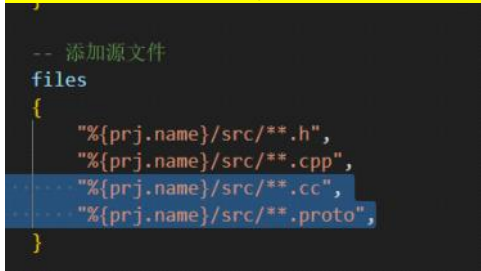 }
-- 添加源文件
files
{
"%{prj.name}/src/**.h",
"%{prj.name}/src/**.cpp",
"%{prj.name}/src/**.cc",
"%{prj.name}/src/**.proto",
}